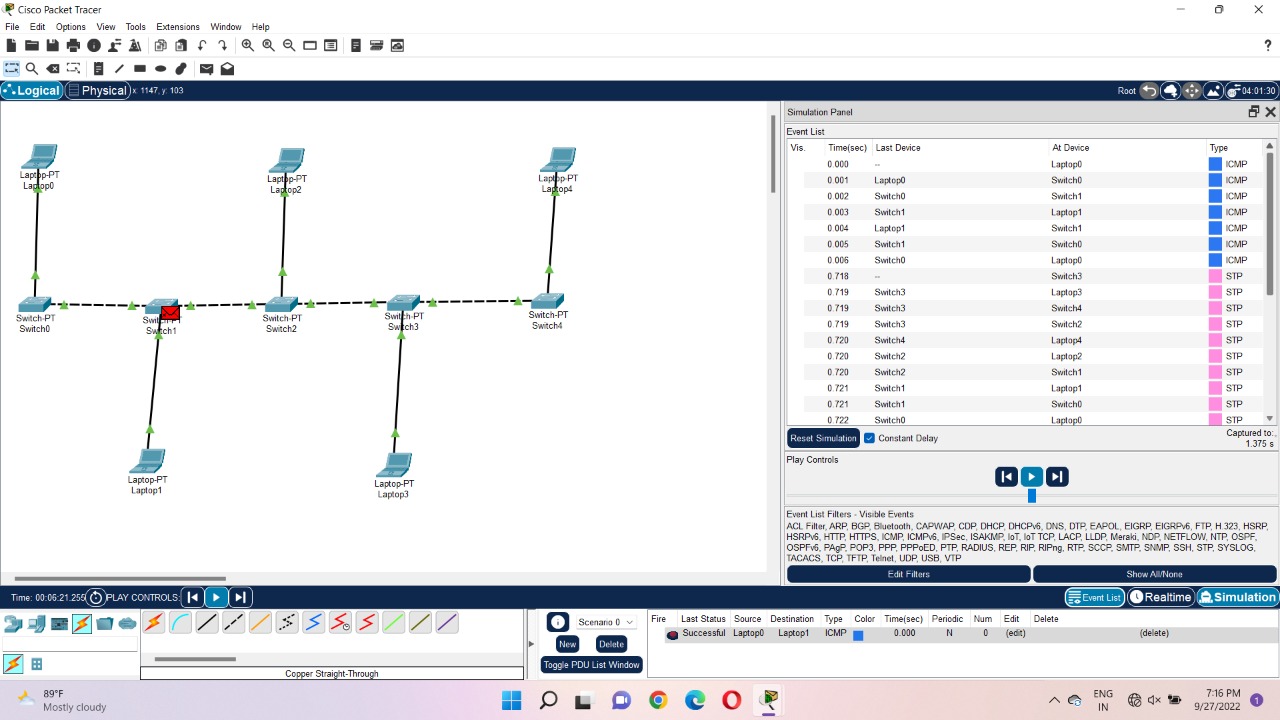 Cisco Packet Tracer
File Edit Options View Tools Extensions Window Help
?
Logical Physical x: 1147, y: 103 Root 04:01:30
Laptop-PT
Laptop0
Laptop-PT
Laptop2
Laptop-PT
Laptop4
Switch-PT
Switch0
Switch-PT
Switch1
Switch-PT
Switch2
Switch-PT
Switch3
Switch-PT
Switch4
Laptop-PT
Laptop1
Laptop-PT
Laptop3
Simulation Panel
Event List
Vis. Time(sec) Last Device At Device Type
0.000 -- Laptop0 ICMP
0.001 Laptop0 Switch0 ICMP
0.002 Switch0 Switch1 ICMP
0.003 Switch1 Laptop1 ICMP
0.004 Laptop1 Switch1 ICMP
0.005 Switch1 Switch0 ICMP
0.006 Switch0 Laptop0 ICMP
0.718 -- Switch3 STP
0.719 Switch3 Laptop3 STP
0.719 Switch3 Switch4 STP
0.719 Switch3 Switch2 STP
0.720 Switch4 Laptop4 STP
0.720 Switch2 Laptop2 STP
0.720 Switch2 Switch1 STP
0.721 Switch1 Laptop1 STP
0.721 Switch1 Switch0 STP
0.722 Switch0 Laptop0 STP
Reset Simulation Constant Delay Captured to:
1.375 s
Play Controls
Event List Filters - Visible Events
ACL Filter, ARP, BGP, Bluetooth, CAPWAP, CDP, DHCP, DHCPv6, DNS, DTP, EAPOL, EIGRP, EIGRPv6, FTP, H.323, HSRP,
HSRPv6, HTTP, HTTPS, ICMP, ICMPv6, IPSec, ISAKMP, IoT, IoT TCP, LACP, LLDP, Meraki, NDP, NETFLOW, NTP, OSPF,
OSPFv6, PAgP, POP3, PPP, PPPoED, PTP, RADIUS, REP, RIP, RIPng, RTP, SCCP, SMTP, SNMP, SSH, STP, SYSLOG,
TACACS, TCP, TFTP, Telnet, UDP, USB, VTP
Edit Filters Show All/None
Time: 00:06:21.255 PLAY CONTROLS: Event List Realtime Simulation
Scenario 0
New Delete
Toggle PDU List Window
Fire Last Status Source Destination Type Color Time(sec) Periodic Num Edit Delete
Successful Laptop0 Laptop1 ICMP 0.000 N 0 (edit) (delete)
Copper Straight-Through
89°F
Mostly cloudy
ENG
IN
7:16 PM
9/27/2022
1